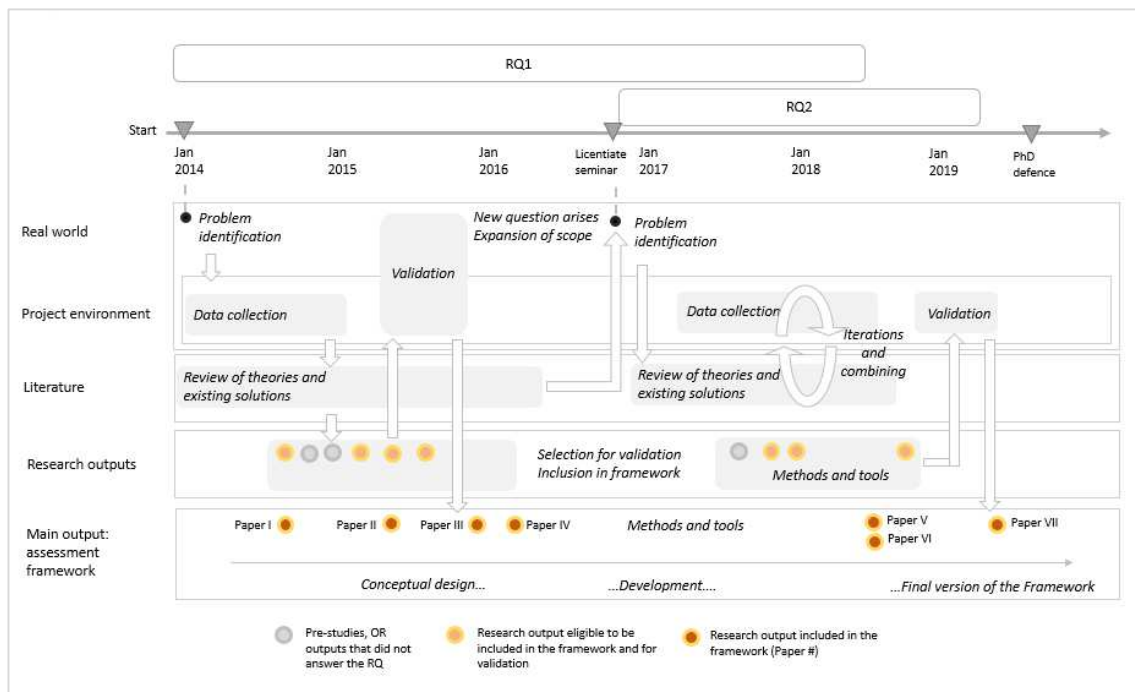 RQ1
RQ2
Start
Jan
2014
Jan
2015
Jan
2016
Licentiate
seminar
Jan
2017
Jan
2018
Jan
2019
PhD
defence
Real world
Problem
identification
Validation
New question arises
Expansion of scope
Problem
identification
Project environment
Data collection
Data collection
Validation
Iterations
and
combining
Literature
Review of theories and
existing solutions
Review of theories and
existing solutions
Research outputs
Selection for validation
Inclusion in framework
Methods and tools
Main output:
assessment
framework
Paper I
Paper II
Paper III
Paper IV
Methods and tools
Paper V
Paper VI
Paper VII
Conceptual design...
...Development....
...Final version of the Framework
Pre-studies, OR
outputs that did not
answer the RQ
Research output eligible to be
included in the framework and for
validation
Research output included in the
framework (Paper #)